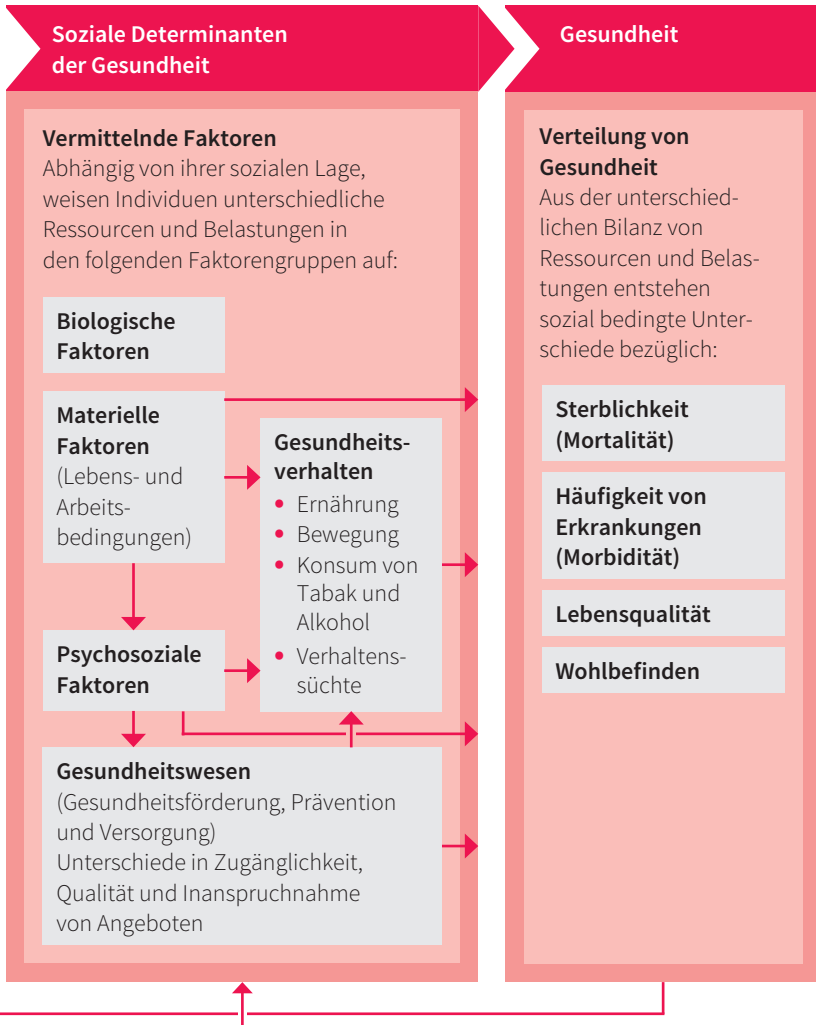 Soziale Determinanten
der Gesundheit
Vermittelnde Faktoren
Abhängig von ihrer sozialen Lage,
weisen Individuen unterschiedliche
Ressourcen und Belastungen in
den folgenden Faktorengruppen auf:
Biologische
Faktoren
Materielle
Faktoren
(Lebens- und
Arbeits-
bedingungen)
Gesundheits-
verhalten
• Ernährung
• Bewegung
• Konsum von
Tabak und
Alkohol
• Verhaltens-
süchte
Psychosoziale
Faktoren
Gesundheitswesen
(Gesundheitsförderung, Prävention
und Versorgung)
Unterschiede in Zugänglichkeit,
Qualität und Inanspruchnahme
von Angeboten
Gesundheit
Verteilung von
Gesundheit
Aus der unterschied-
lichen Bilanz von
Ressourcen und Belas-
tungen entstehen
sozial bedingte Unter-
schiede bezüglich:
Sterblichkeit
(Mortalität)
Häufigkeit von
Erkrankungen
(Morbidität)
Lebensqualität
Wohlbefinden